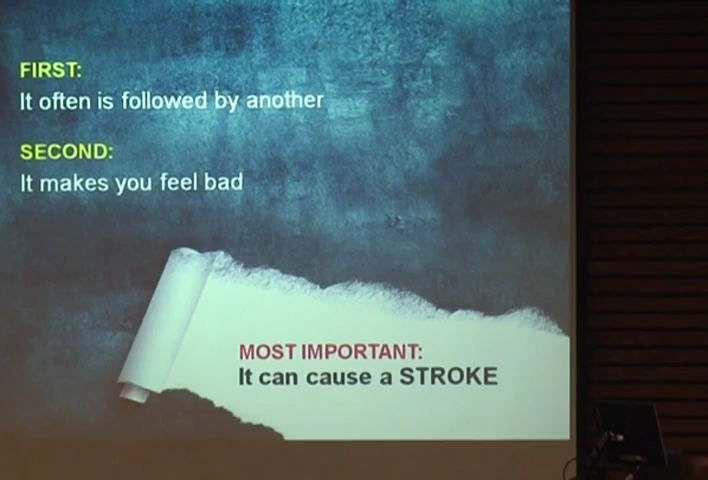 FIRST:
It often is followed by another
SECOND:
It makes you feel bad
MOST IMPORTANT:
It can cause a STROKE